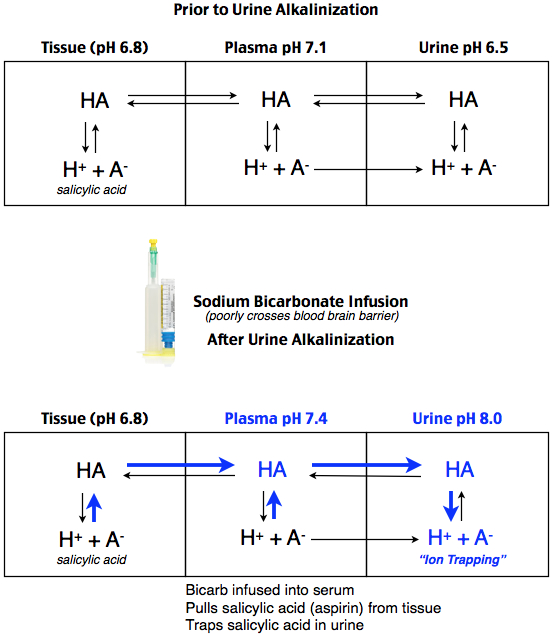 Prior to Urine Alkalinization
Tissue (pH 6.8) Plasma pH 7.1 Urine pH 6.5
HA HA HA
H+ + A- H+ + A- H+ + A-
salicylic acid
Sodium Bicarbonate Infusion
(poorly crosses blood brain barrier)
After Urine Alkalinization
Tissue (pH 6.8) Plasma pH 7.4 Urine pH 8.0
HA HA HA
H+ + A- H+ + A- H+ + A-
salicylic acid “Ion Trapping”
Bicarb infused into serum
Pulls salicylic acid (aspirin) from tissue
Traps salicylic acid in urine